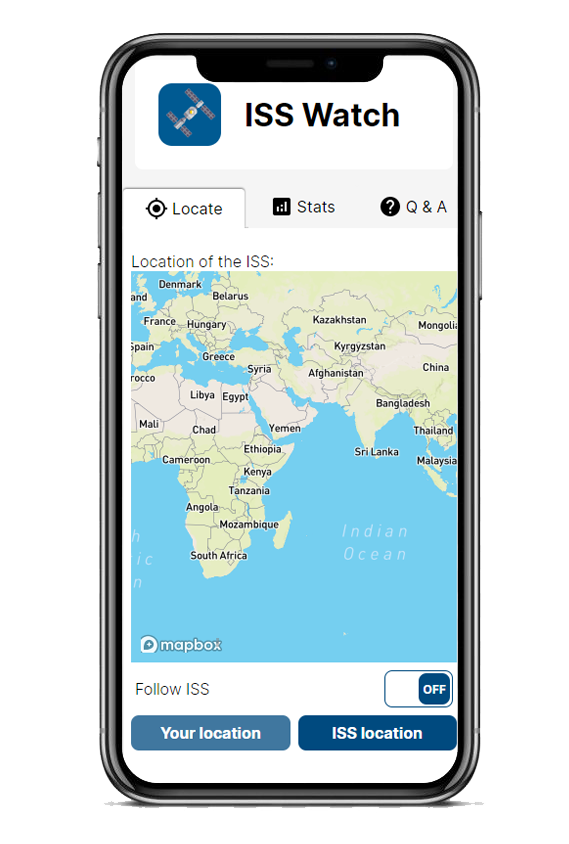 ISS Watch
Locate
Stats
Q & A
Location of the ISS:
Denmark
and
Belarus
France
Hungary
Kazakhstan
Mongolia
Spain
Kyrgyzstan
Greece
Syria
Afghanistan
China
rocco
Libya
Egypt
Bangladesh
Mali
Chad
Yemen
Thailand
Ethiopia
Sri Lanka
Cameroon
Malaysia
Kenya
Tanzania
Angola
Mozambique
h
ic
n
Indian
Ocean
South Africa
mapbox
Follow ISS
OFF
Your location
ISS location